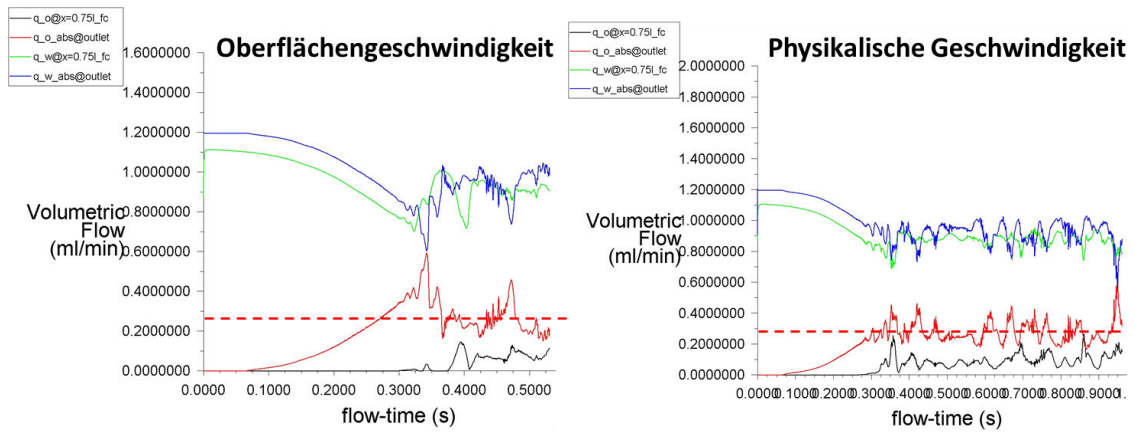 q_o@x=0.75l_fc
q_o_abs@outlet
q_w@x=0.75l_fc
q_w_abs@outlet
Oberflächengeschwindigkeit
1.6000000
1.4000000
1.2000000
1.0000000
0.8000000
0.6000000
0.4000000
0.2000000
0.0000000
Volumetric
Flow
(ml/min)
0.0000
0.1000
0.2000
0.3000
0.4000
0.5000
flow-time (s)
q_o@x=0.75l_fc
q_o_abs@outlet
q_w@x=0.75l_fc
q_w_abs@outlet
Physikalische Geschwindigkeit
2.0000000
1.8000000
1.6000000
1.4000000
1.2000000
1.0000000
0.8000000
0.6000000
0.4000000
0.2000000
0.0000000
Volumetric
Flow
(ml/min)
0.0000
0.1000
0.2000
0.3000
0.4000
0.5000
0.6000
0.7000
0.8000
0.9000
1.
flow-time (s)